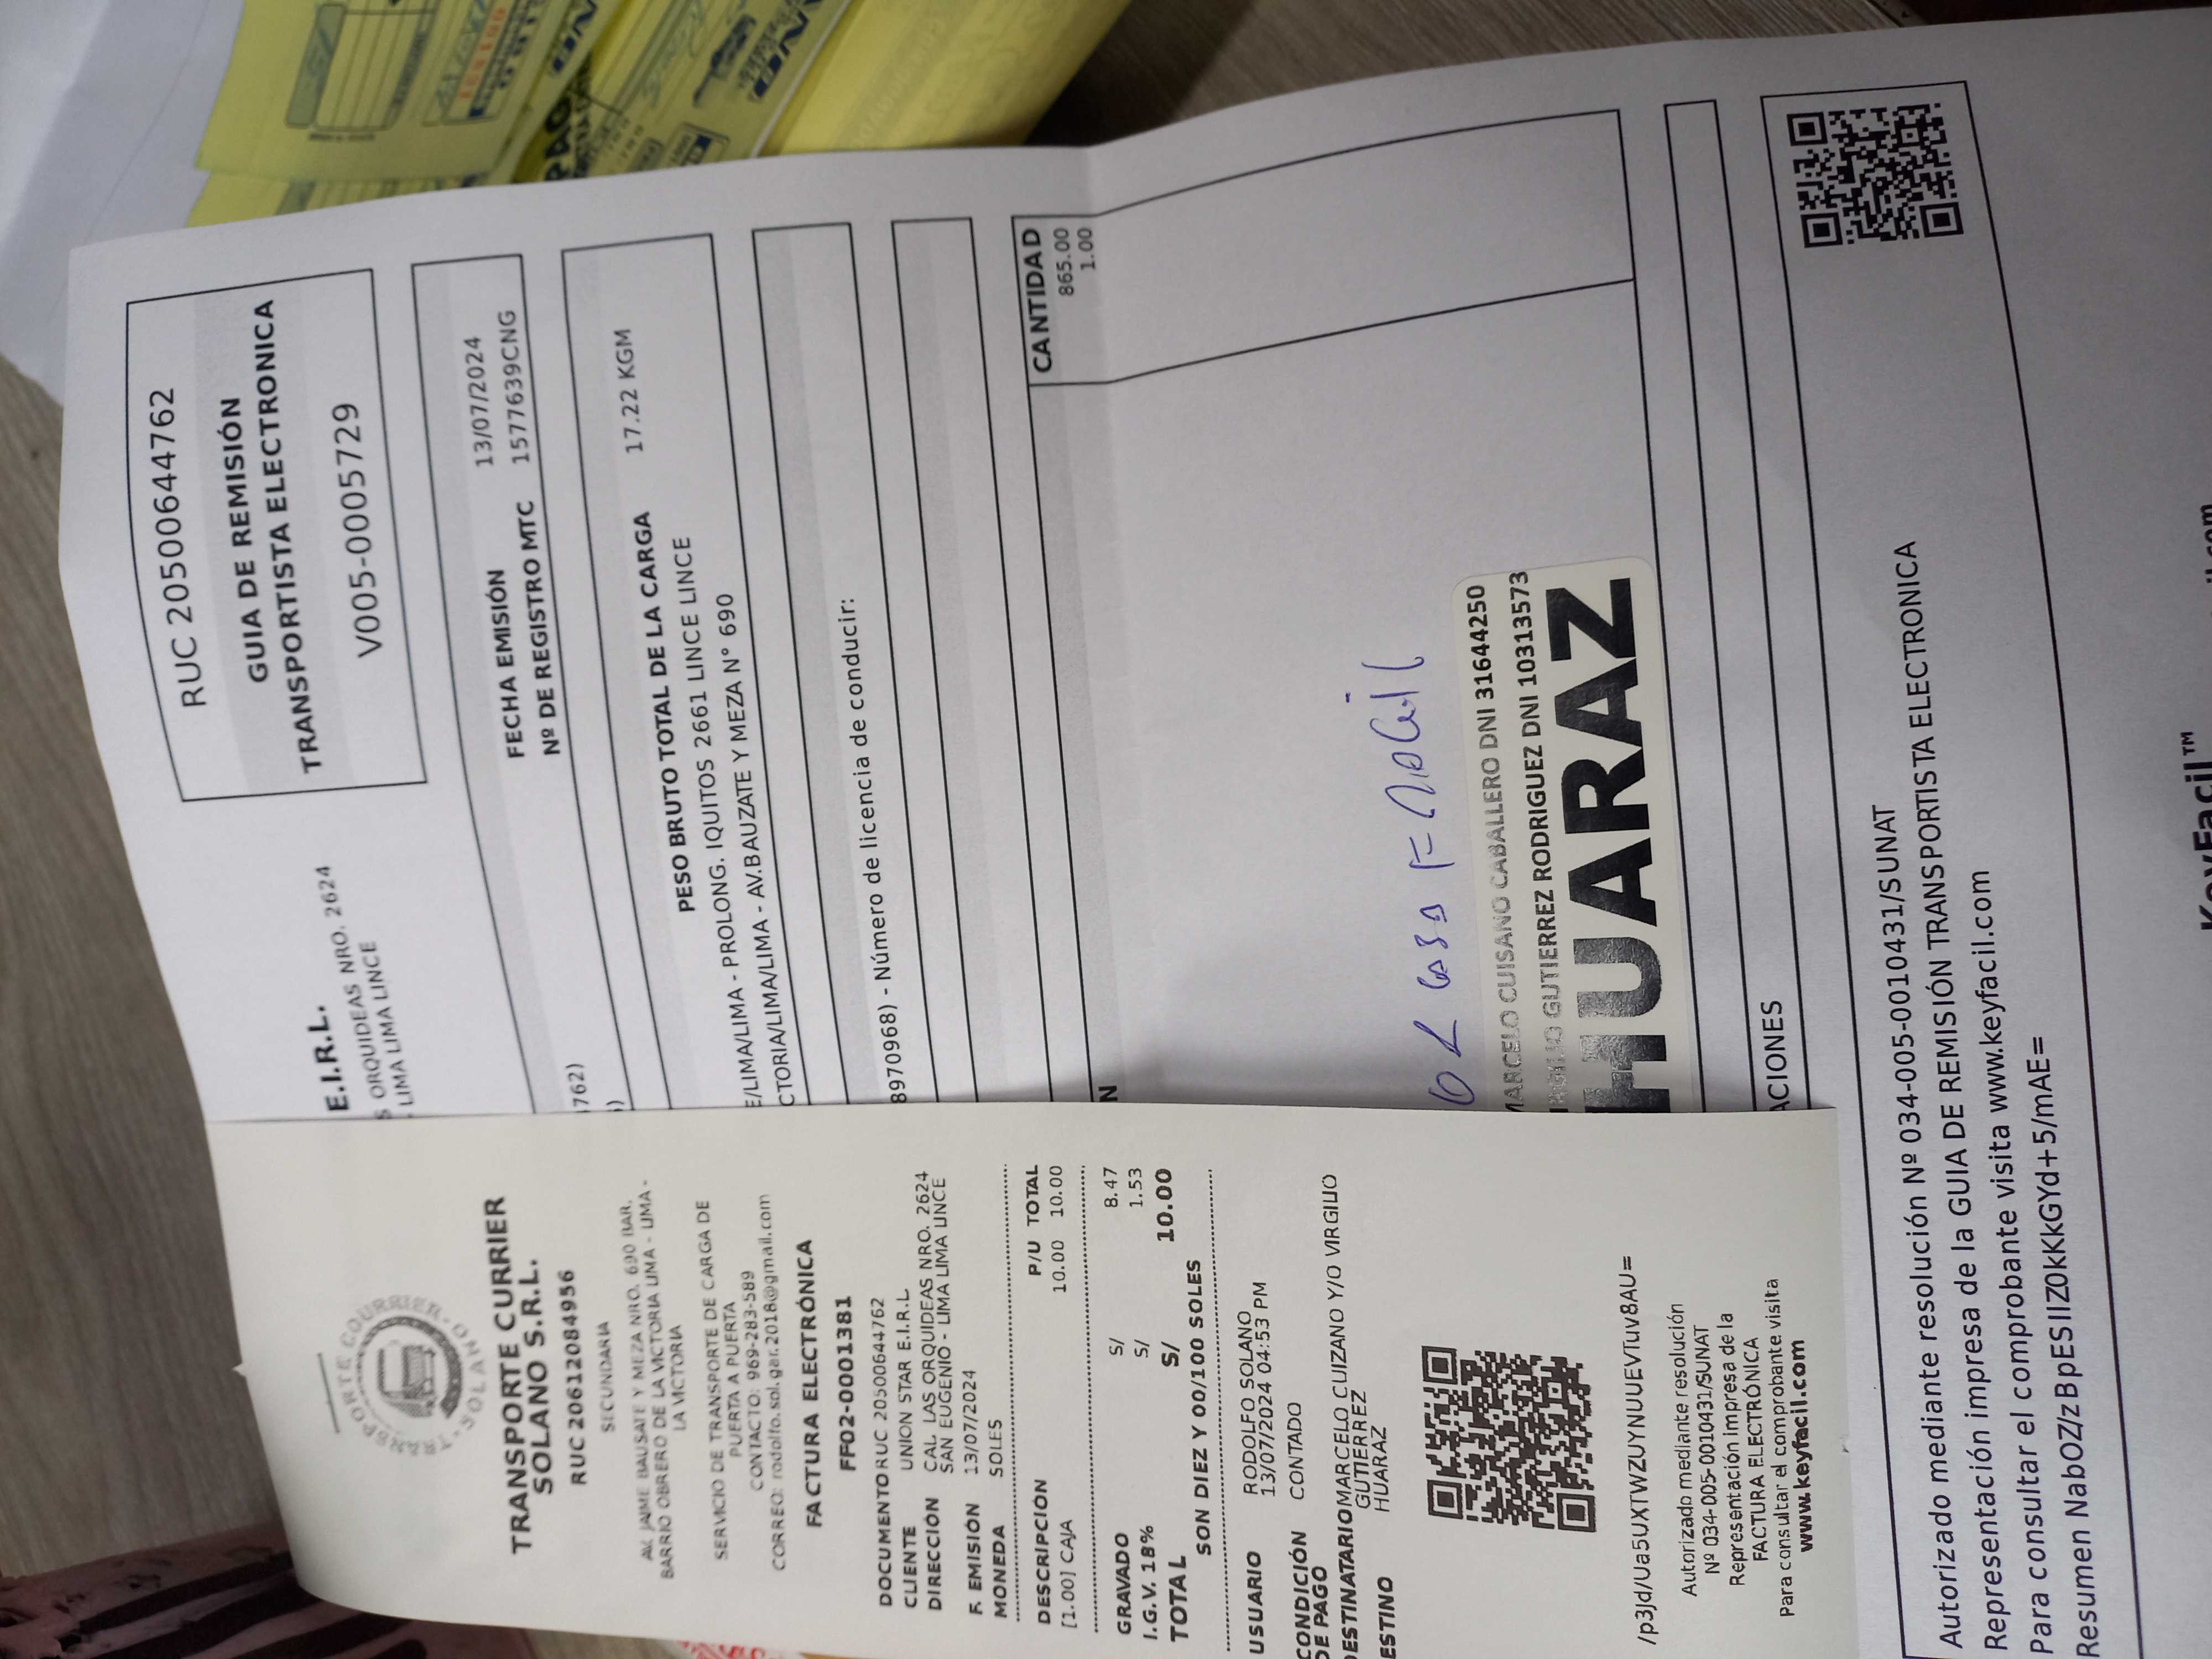 TRANSPORTE CURRIER
SOLANO S.R.L.
RUC 20612084956
SECUNDARIA
AV. JAIME BAUSATE Y MEZA NRO. 690 BAR.
BARRIO OBRERO DE LA VICTORIA LIMA - LIMA -
LA VICTORIA
SERVICIO DE TRANSPORTE DE CARGA DE
PUERTA A PUERTA
CONTACTO: 969-283-589
CORREO: rodolfo.sol.gar.2018@gmail.com
FACTURA ELECTRÓNICA
FF02-0001381
DOCUMENTO RUC 20500644762
CLIENTE UNION STAR E.I.R.L.
DIRECCIÓN CAL. LAS ORQUIDEAS NRO. 2624
SAN EUGENIO - LIMA LIMA LINCE
F. EMISIÓN 13/07/2024
MONEDA SOLES
DESCRIPCIÓN P/U TOTAL
[1.00] CAJA 10.00 10.00
GRAVADO S/ 8.47
I.G.V. 18% S/ 1.53
TOTAL S/ 10.00
SON DIEZ Y 00/100 SOLES
USUARIO RODOLFO SOLANO
13/07/2024 04:53 PM
CONDICIÓN CONTADO
DE PAGO
DESTINATARIO MARCELO CUIZANO Y/O VIRGILIO
GUTIERREZ
ESTINO HUARAZ
/p3Jd/Ua5UXTWZUYNUEVTuv8AU=
Autorizado mediante resolución
Nº 034-005-0010431/SUNAT
Representación impresa de la
FACTURA ELECTRÓNICA
Para consultar el comprobante visita
www.keyfacil.com
RUC 20500644762
GUIA DE REMISIÓN
TRANSPORTISTA ELECTRONICA
V005-0005729
E.I.R.L.
S ORQUIDEAS NRO. 2624
LIMA LIMA LINCE
FECHA EMISIÓN 13/07/2024
Nº DE REGISTRO MTC 1577639CNG
762)
PESO BRUTO TOTAL DE LA CARGA 17.22 KGM
E/LIMA/LIMA - PROLONG. IQUITOS 2661 LINCE LINCE
CTORIA/LIMA/LIMA - AV.BAUZATE Y MEZA N° 690
8970968) - Número de licencia de conducir:
N CANTIDAD
865.00
1.00
MARCELO CUISANO CABALLERO DNI 31644250
GUTIERREZ RODRIGUEZ DNI 10313573
HUARAZ
ACIONES
Autorizado mediante resolución Nº 034-005-0010431/SUNAT
Representación impresa de la GUIA DE REMISIÓN TRANSPORTISTA ELECTRONICA
Para consultar el comprobante visita www.keyfacil.com
Resumen NabOZ/zBpESIIZ0kKkGYd+5/mAE=
KeyFacil™